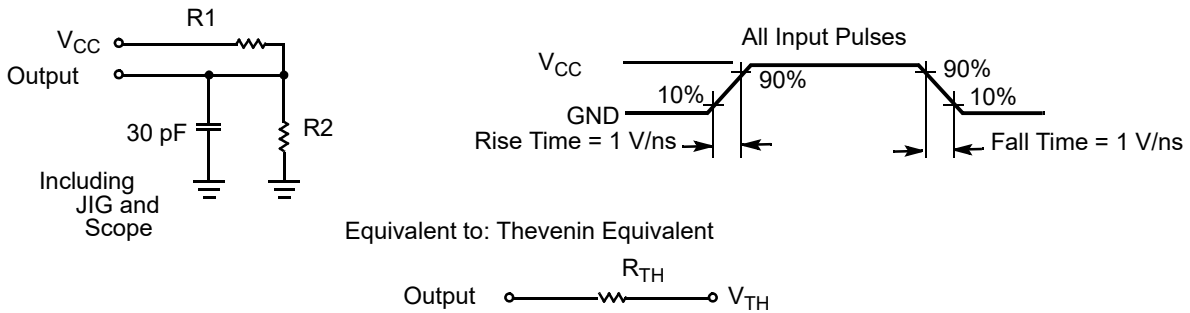 R1
VCC
Output
30 pF
R2
Including
JIG and
Scope
All Input Pulses
VCC
GND
10%
90%
90%
10%
Rise Time = 1 V/ns
Fall Time = 1 V/ns
Equivalent to: Thevenin Equivalent
RTH
Output
VTH